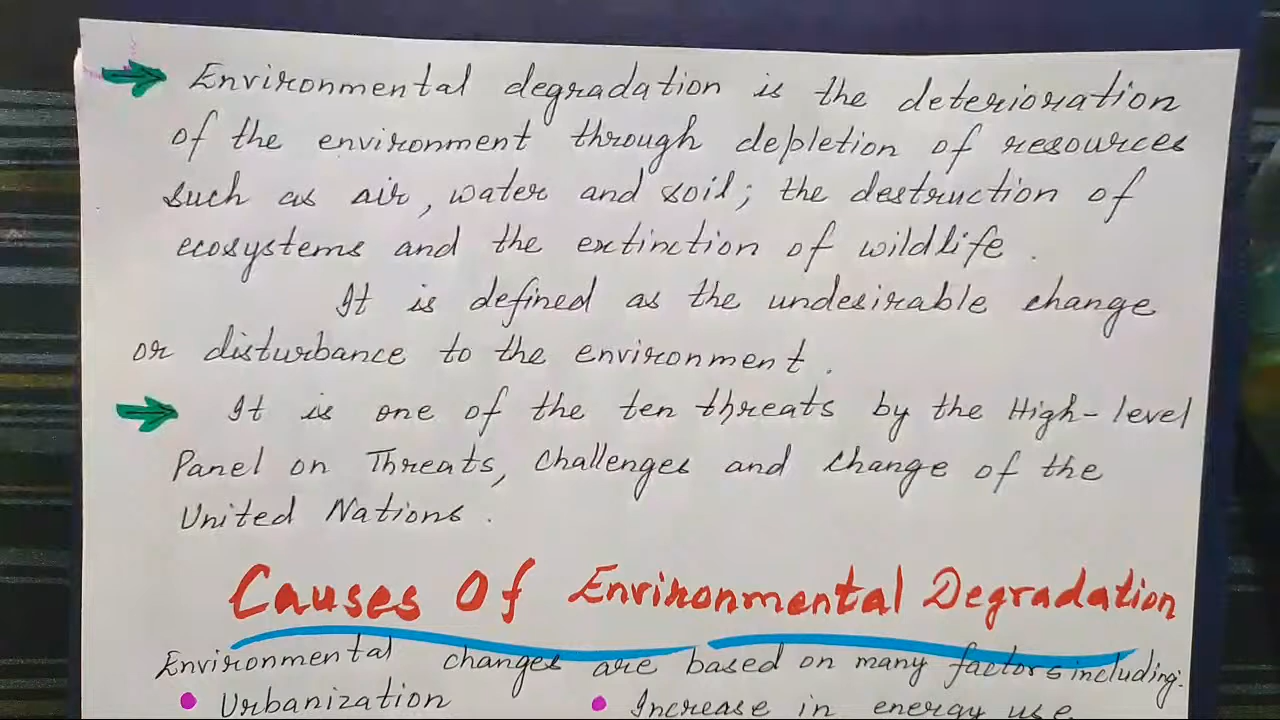 Environmental degradation is the deterioration
of the environment through depletion of resources
such as air, water and soil; the destruction of
ecosystems and the extinction of wildlife.
It is defined as the undesirable change
or disturbance to the environment.
It is one of the ten threats by the High-level
Panel on Threats, Challenges and Change of the
United Nations.
Causes Of Environmental Degradation
Environmental changes are based on many factors including:
• Urbanization • Increase in energy use